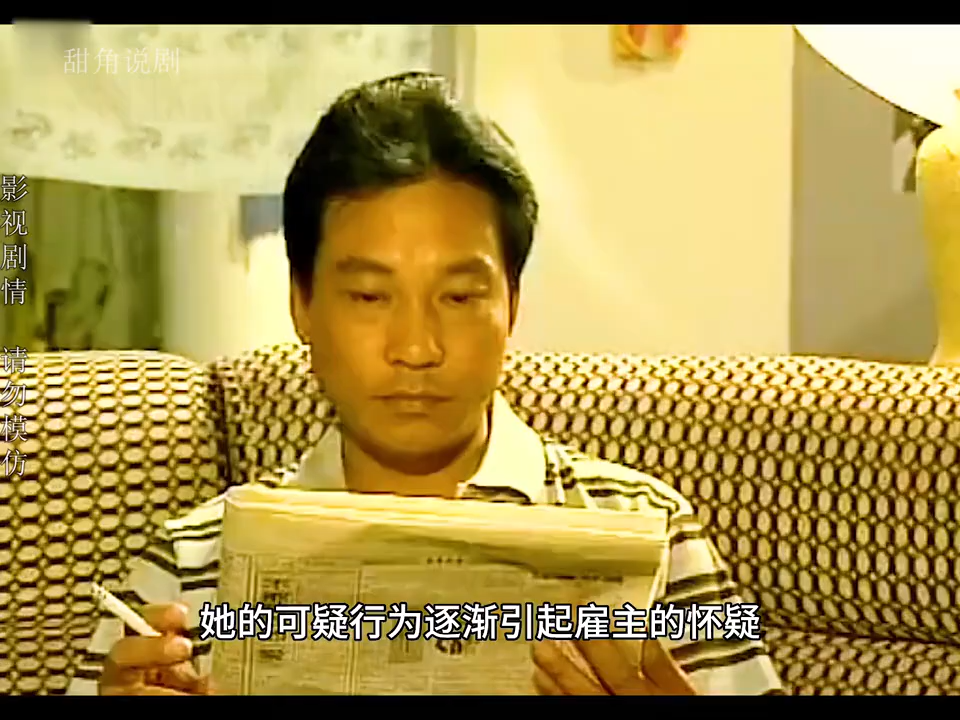 甜角说剧
影视剧情 请勿模仿
她的可疑行为逐渐引起雇主的怀疑